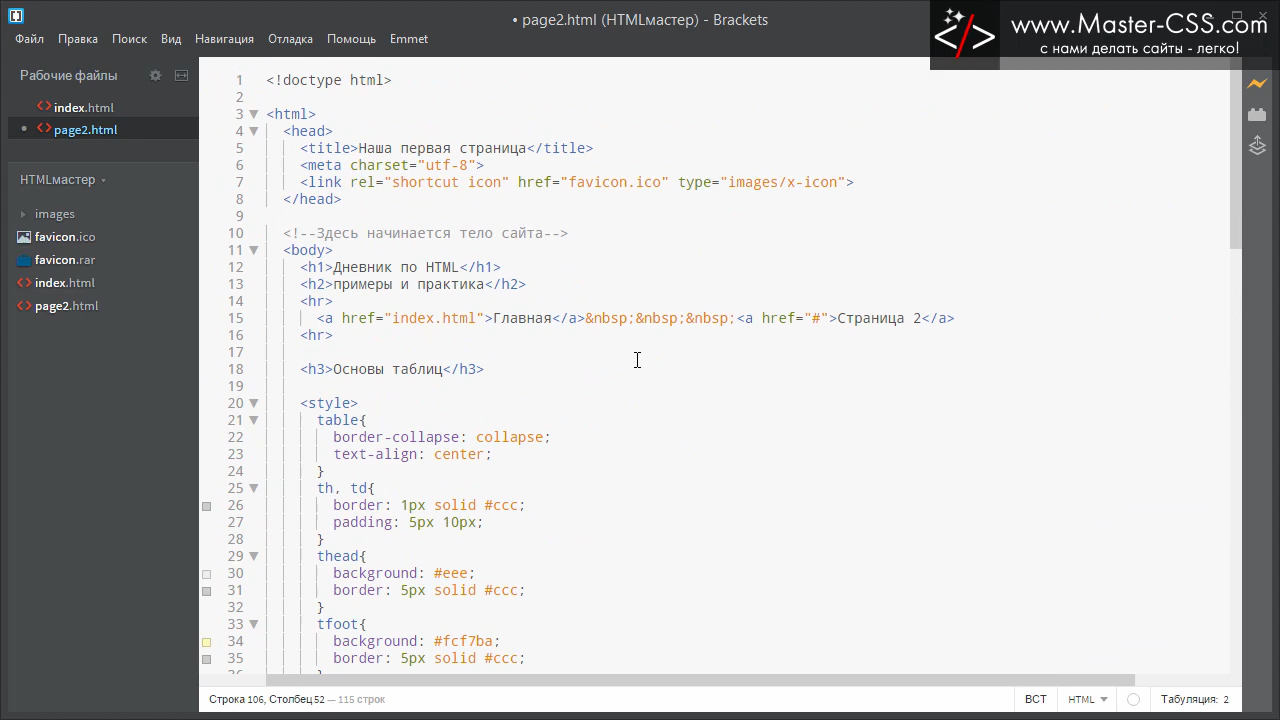 • page2.html (HTMLмастер) - Brackets
www.Master-CSS.com
с нами делать сайты - легко!
Файл Правка Поиск Вид Навигация Отладка Помощь Emmet
Рабочие файлы
index.html
page2.html
HTMLмастер
images
favicon.ico
favicon.rar
index.html
page2.html
1 <!doctype html>
2
3 <html>
4 <head>
5 <title>Наша первая страница</title>
6 <meta charset="utf-8">
7 <link rel="shortcut icon" href="favicon.ico" type="images/x-icon">
8 </head>
9
10 <!--Здесь начинается тело сайта-->
11 <body>
12 <h1>Дневник по HTML</h1>
13 <h2>примеры и практика</h2>
14 <hr>
15 <a href="index.html">Главная</a>&nbsp;&nbsp;&nbsp;<a href="#">Страница 2</a>
16 <hr>
17
18 <h3>Основы таблиц</h3>
19
20 <style>
21 table{
22 border-collapse: collapse;
23 text-align: center;
24 }
25 th, td{
26 border: 1px solid #ccc;
27 padding: 5px 10px;
28 }
29 thead{
30 background: #eee;
31 border: 5px solid #ccc;
32 }
33 tfoot{
34 background: #fcf7ba;
35 border: 5px solid #ccc;
Строка 106, Столбец 52 — 115 строк
ВСТ HTML Табуляция: 2